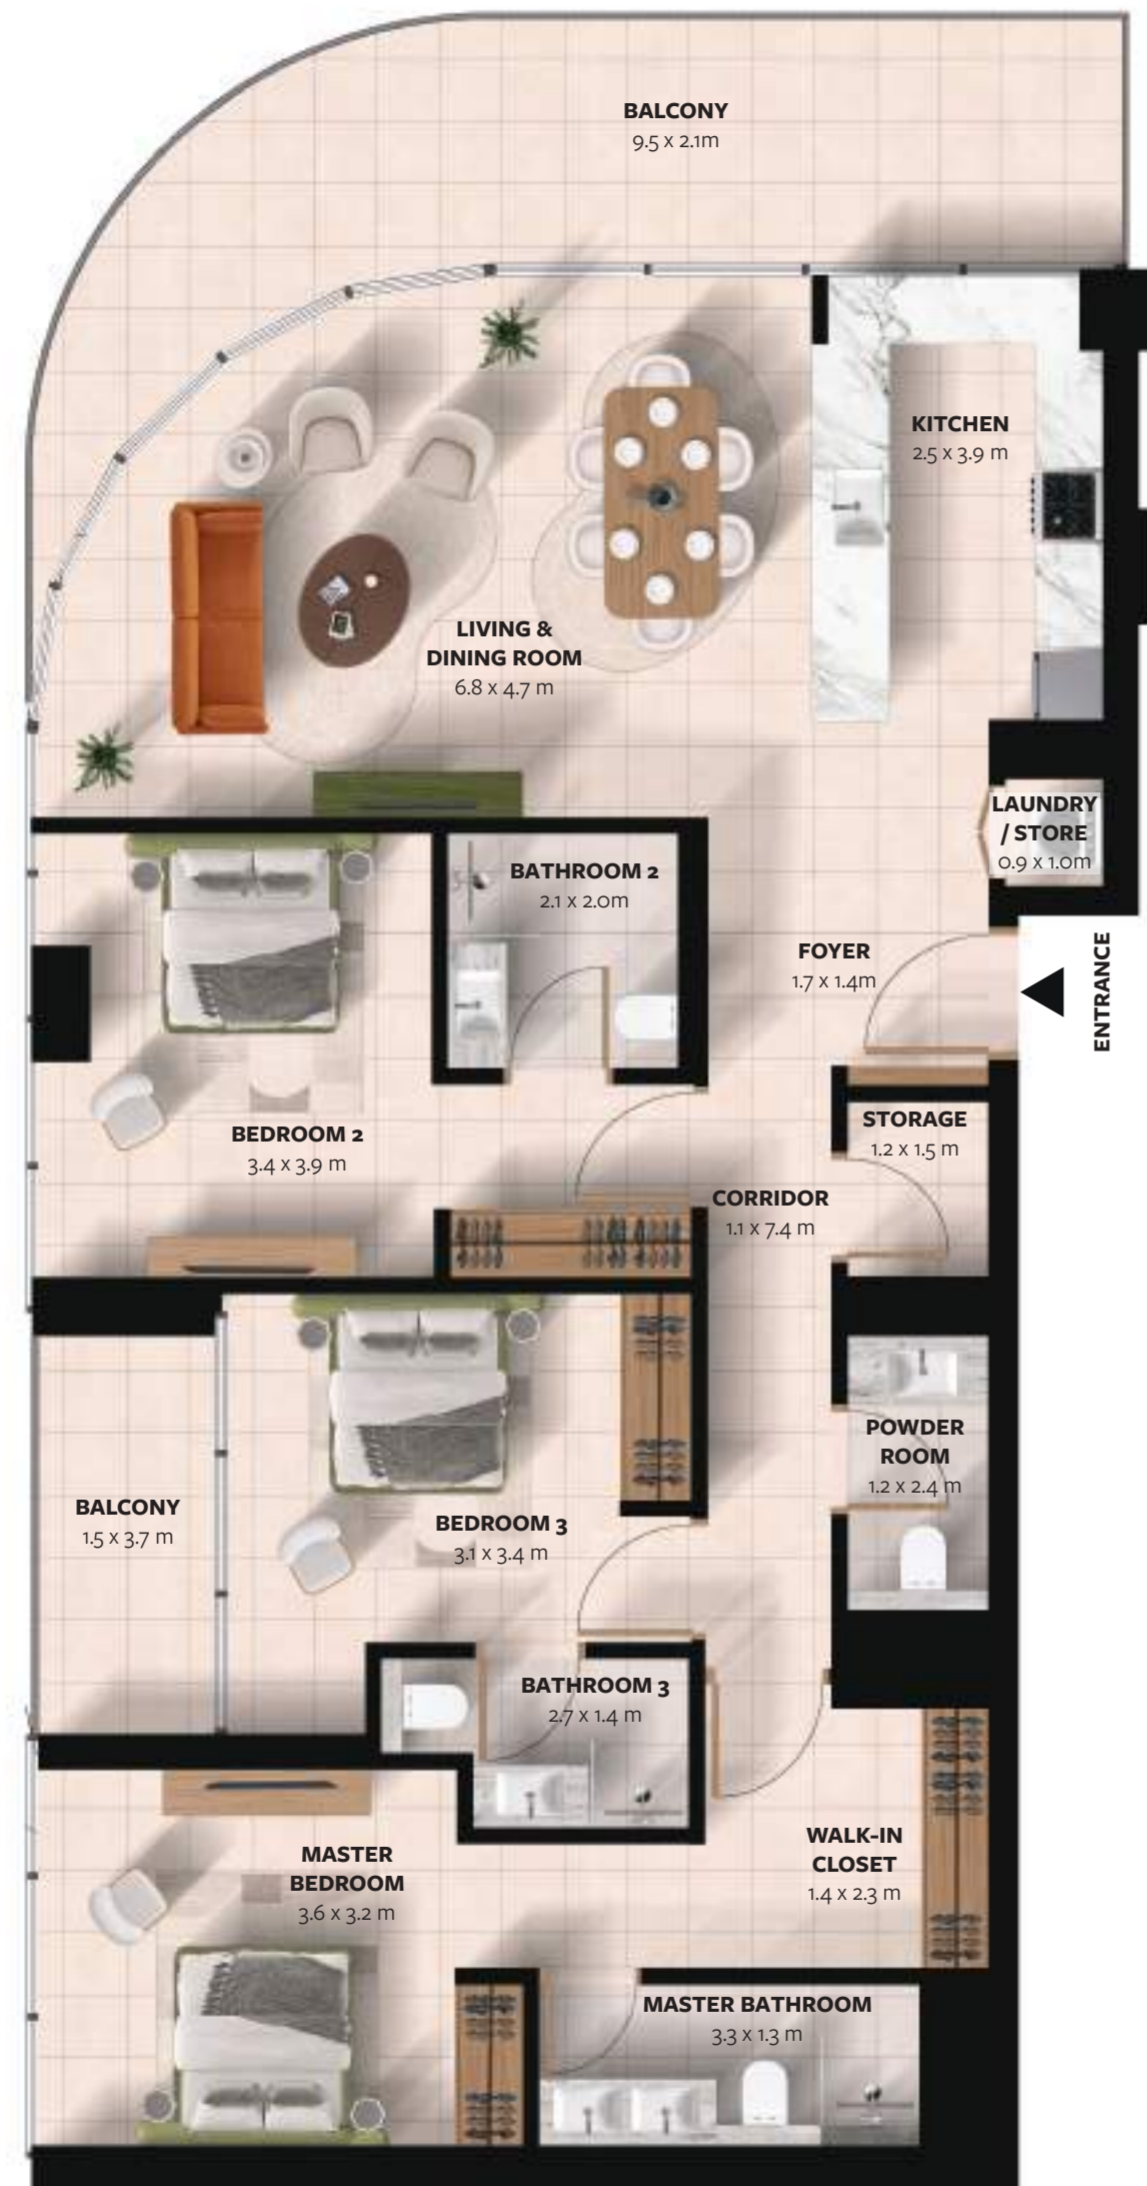 BALCONY
9.5 x 2.1m
KITCHEN
2.5 x 3.9 m
LIVING &
DINING ROOM
6.8 x 4.7 m
LAUNDRY
/ STORE
0.9 x 1.0m
BATHROOM 2
2.1 x 2.0m
FOYER
1.7 x 1.4m
ENTRANCE
BEDROOM 2
3.4 x 3.9 m
STORAGE
1.2 x 1.5 m
CORRIDOR
1.1 x 7.4 m
POWDER
ROOM
1.2 x 2.4 m
BALCONY
1.5 x 3.7 m
BEDROOM 3
3.1 x 3.4 m
BATHROOM 3
2.7 x 1.4 m
WALK-IN
CLOSET
1.4 x 2.3 m
MASTER
BEDROOM
3.6 x 3.2 m
MASTER BATHROOM
3.3 x 1.3 m